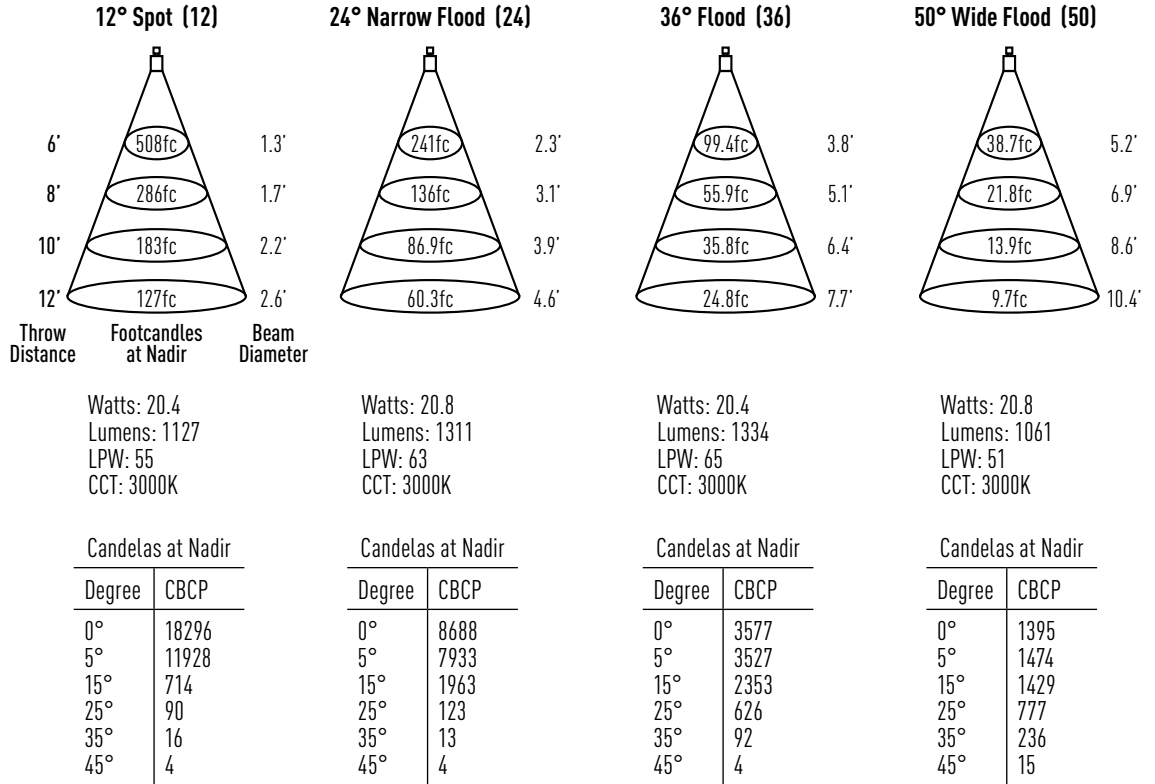 12° Spot (12)
6' 508fc 1.3'
8' 286fc 1.7'
10' 183fc 2.2'
12' 127fc 2.6'
Throw Distance
Footcandles at Nadir
Beam Diameter
Watts: 20.4
Lumens: 1127
LPW: 55
CCT: 3000K
Candelas at Nadir
Degree CBCP
0° 18296
5° 11928
15° 714
25° 90
35° 16
45° 4
24° Narrow Flood (24)
241fc 2.3'
136fc 3.1'
86.9fc 3.9'
60.3fc 4.6'
Watts: 20.8
Lumens: 1311
LPW: 63
CCT: 3000K
Candelas at Nadir
Degree CBCP
0° 8688
5° 7933
15° 1963
25° 123
35° 13
45° 4
36° Flood (36)
99.4fc 3.8'
55.9fc 5.1'
35.8fc 6.4'
24.8fc 7.7'
Watts: 20.4
Lumens: 1334
LPW: 65
CCT: 3000K
Candelas at Nadir
Degree CBCP
0° 3577
5° 3527
15° 2353
25° 626
35° 92
45° 4
50° Wide Flood (50)
38.7fc 5.2'
21.8fc 6.9'
13.9fc 8.6'
9.7fc 10.4'
Watts: 20.8
Lumens: 1061
LPW: 51
CCT: 3000K
Candelas at Nadir
Degree CBCP
0° 1395
5° 1474
15° 1429
25° 777
35° 236
45° 15